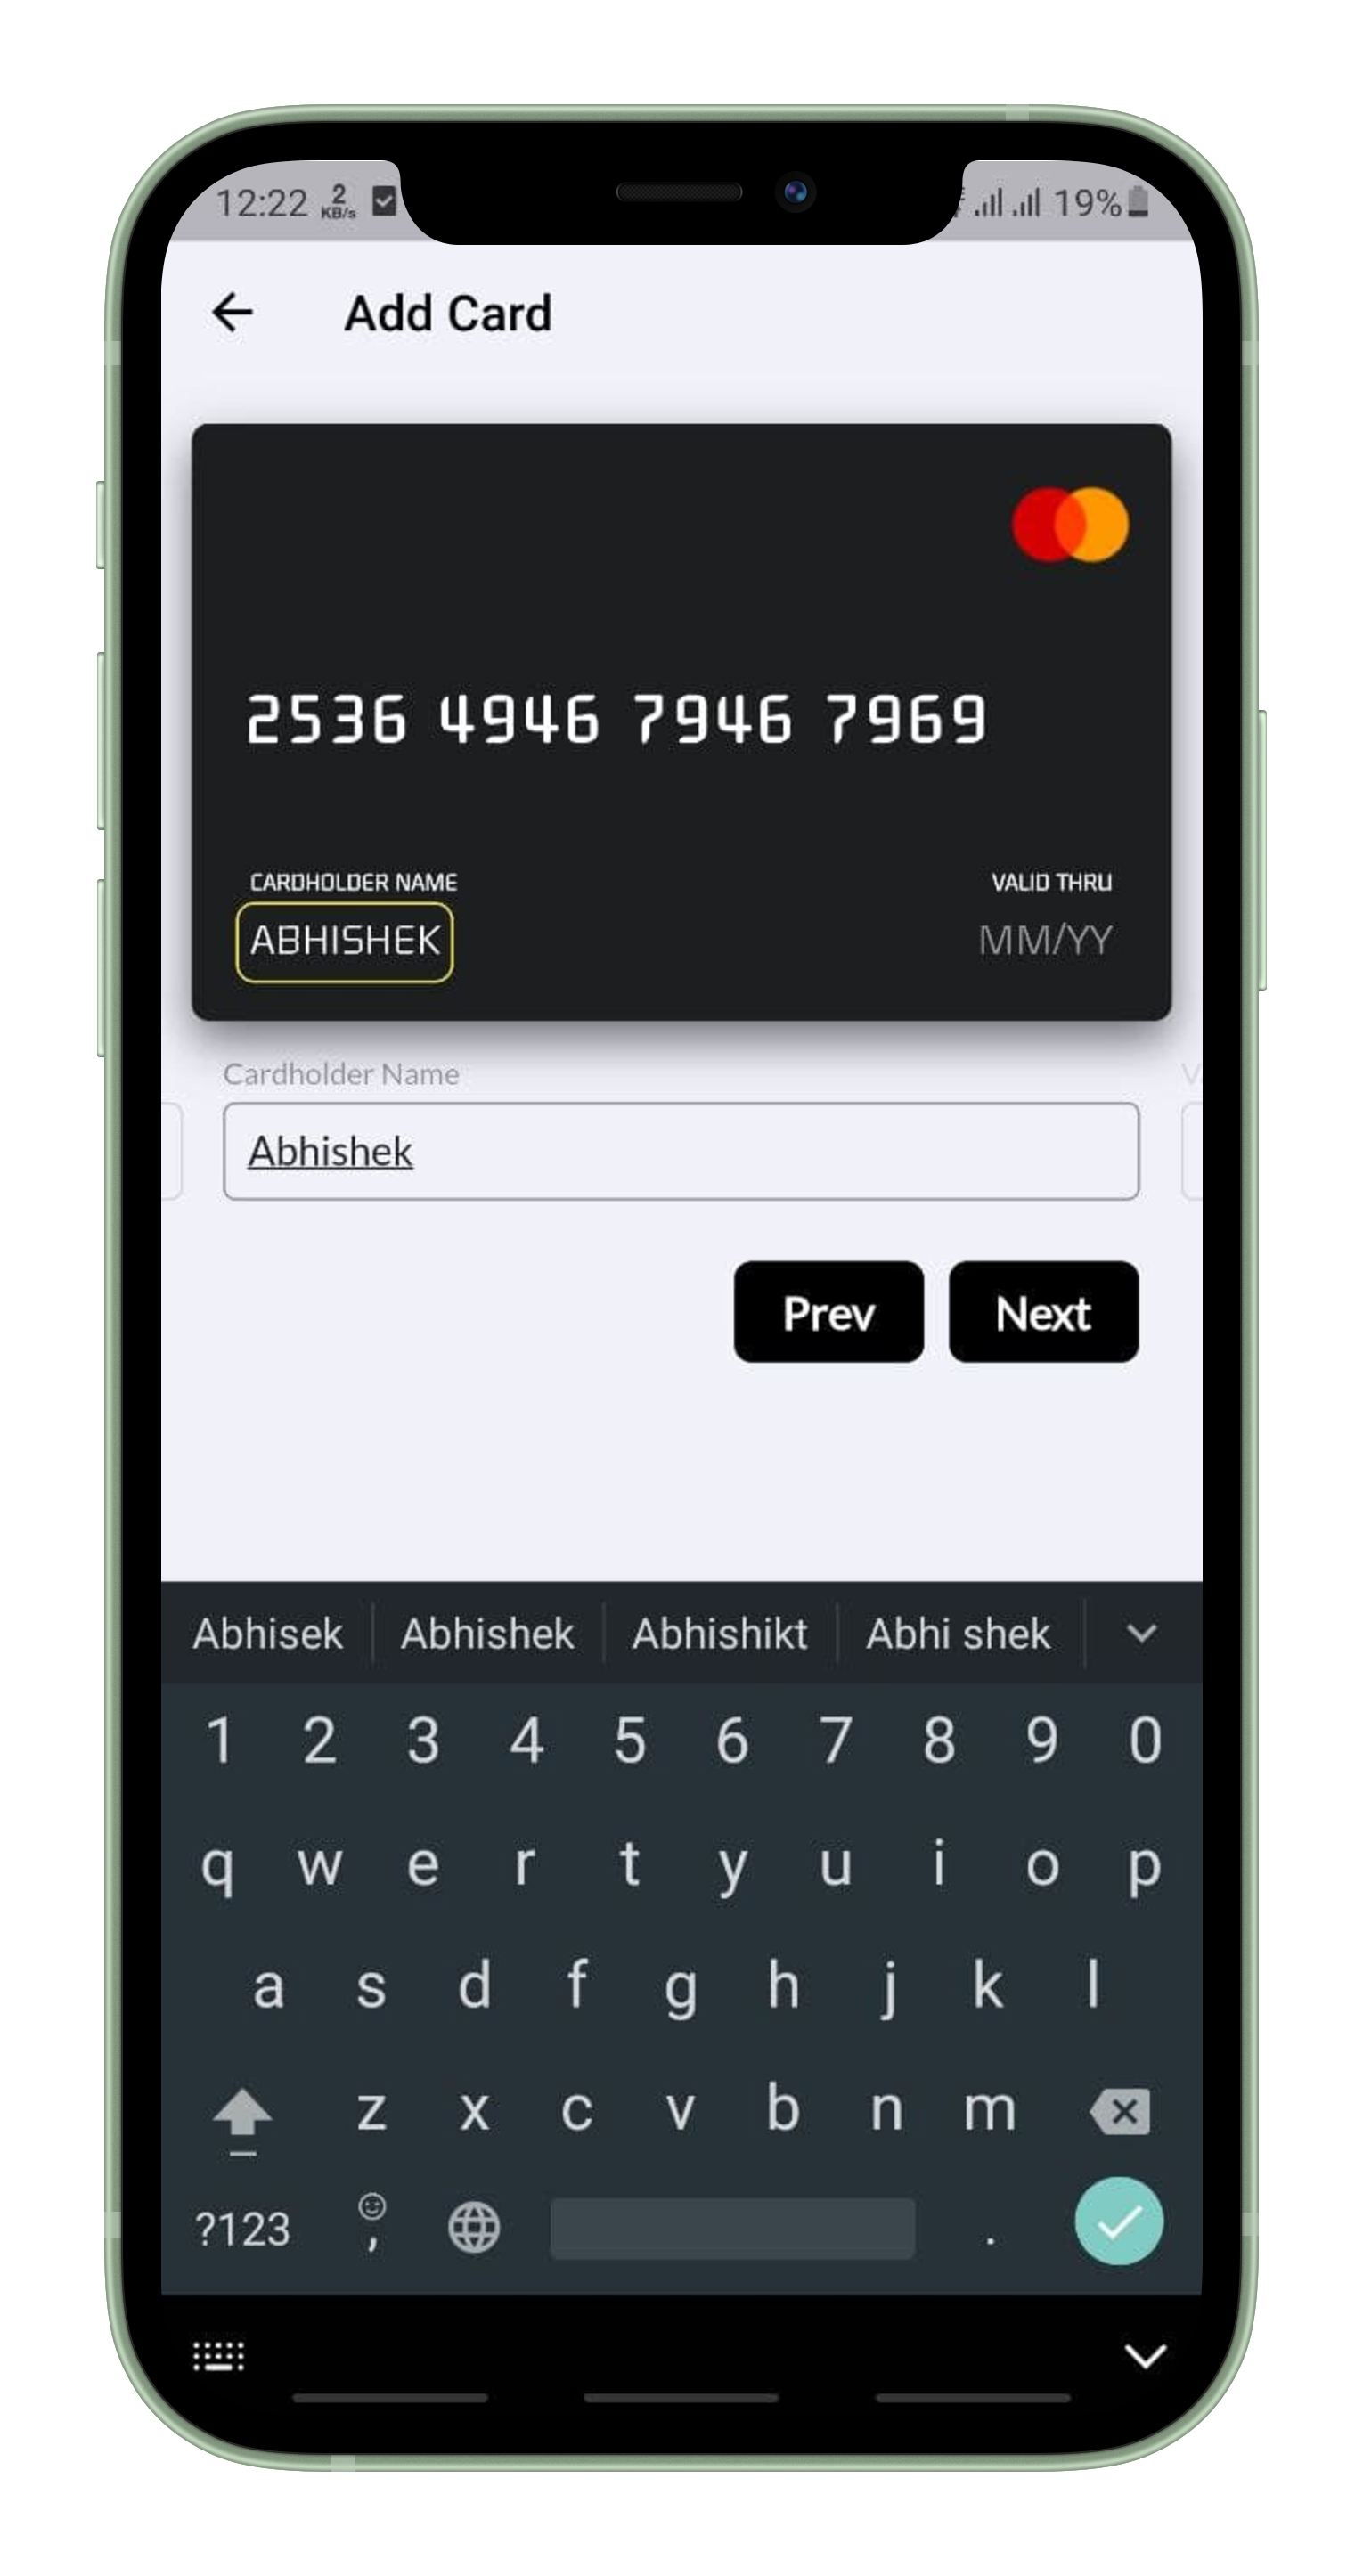 12:22 2 KB/s 19%
Add Card
2536 4946 7946 7969
CARDHOLDER NAME VALID THRU
ABHISHEK MM/YY
Cardholder Name V
Abhishek
Prev Next
Abhisek Abhishek Abhishikt Abhi shek
1 2 3 4 5 6 7 8 9 0
q w e r t y u i o p
a s d f g h j k l
z x c v b n m
?123 , .